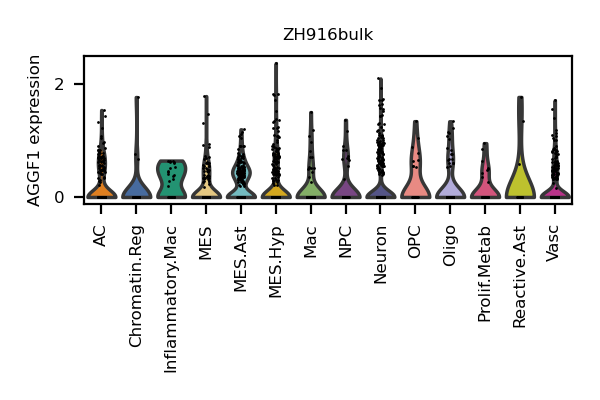 ZH916bulk
AGGF1 expression
2
0
AC
Chromatin.Reg
Inflammatory.Mac
MES
MES.Ast
MES.Hyp
Mac
NPC
Neuron
OPC
Oligo
Prolif.Metab
Reactive.Ast
Vasc